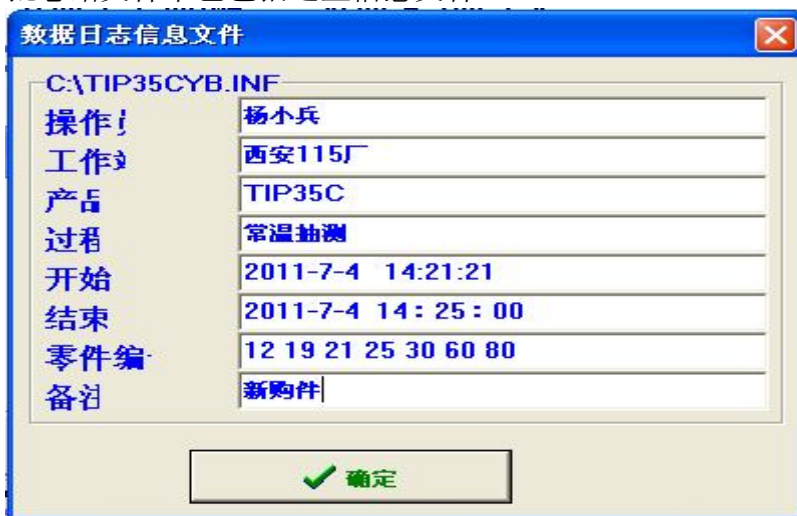 数据日志信息文件
C:\TIP35CYB.INF
操作 杨小兵
工作 西安115厂
产品 TIP35C
过程 常温抽测
开始 2011-7-4 14:21:21
结束 2011-7-4 14：25：00
零件编 12 19 21 25 30 60 80
备注 新购件
确定